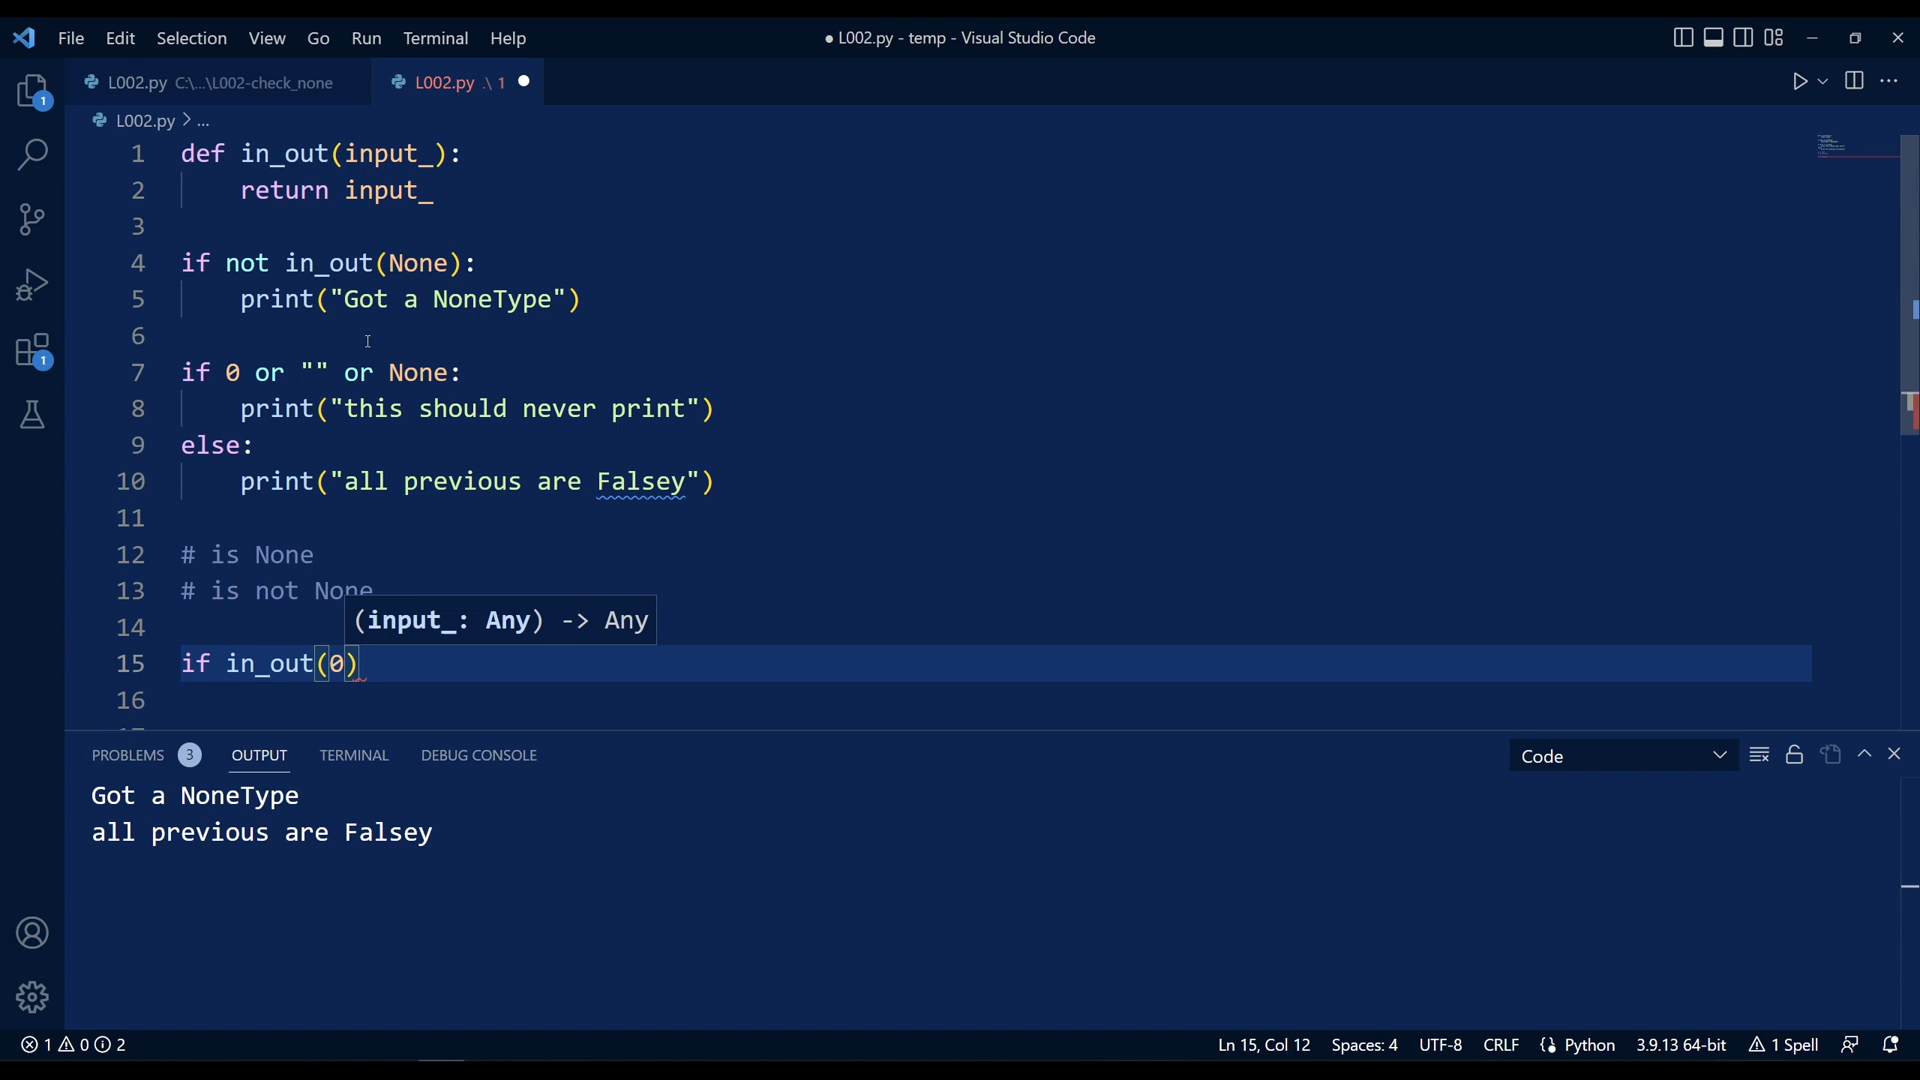 File Edit Selection View Go Run Terminal Help ● L002.py - temp - Visual Studio Code
L002.py C:\...\L002-check_none L002.py .\ 1
L002.py > ...
1 def in_out(input_):
2 return input_
3
4 if not in_out(None):
5 print("Got a NoneType")
6
7 if 0 or "" or None:
8 print("this should never print")
9 else:
10 print("all previous are Falsey")
11
12 # is None
13 # is not None
(input_: Any) -> Any
14
15 if in_out(0)
16
PROBLEMS 3 OUTPUT TERMINAL DEBUG CONSOLE Code
Got a NoneType
all previous are Falsey
1 0 2 Ln 15, Col 12 Spaces: 4 UTF-8 CRLF Python 3.9.13 64-bit 1 Spell
1
1